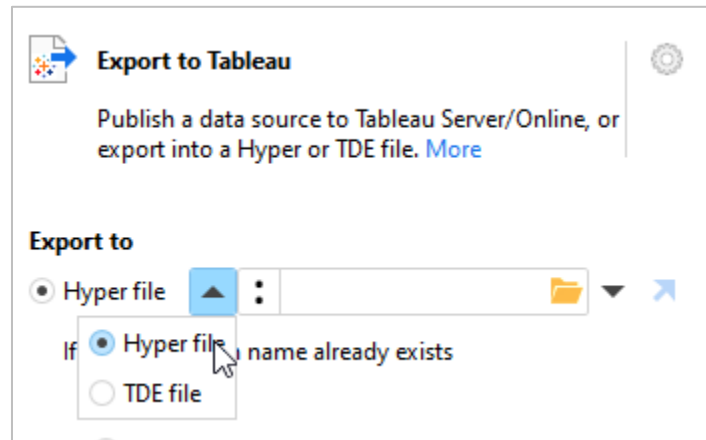 Export to Tableau
Publish a data source to Tableau Server/Online, or
export into a Hyper or TDE file. More
Export to
Hyper file :
If name already exists
Hyper file
TDE file